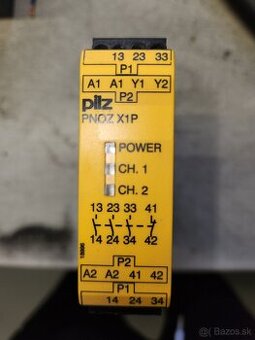 13 23 33
P1
A1 A1 Y1 Y2
P2
pilz
PNOZ X1P
POWER
CH. 1
CH. 2
13 23 33 41
14 24 34 42
P2
A2 A2 41 42
P1
14 24 34
bazos.sk